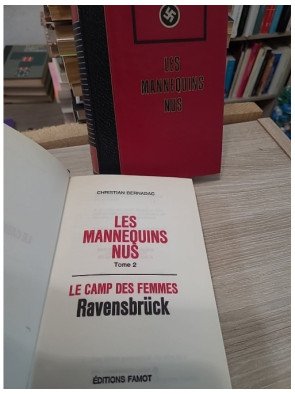 LES
MANNEQUINS
NUS
CHRISTIAN BERNADAC
LES
MANNEQUINS
NUS
Tome 2
LE CAMP DES FEMMES
Ravensbrück
ÉDITIONS FAMOT